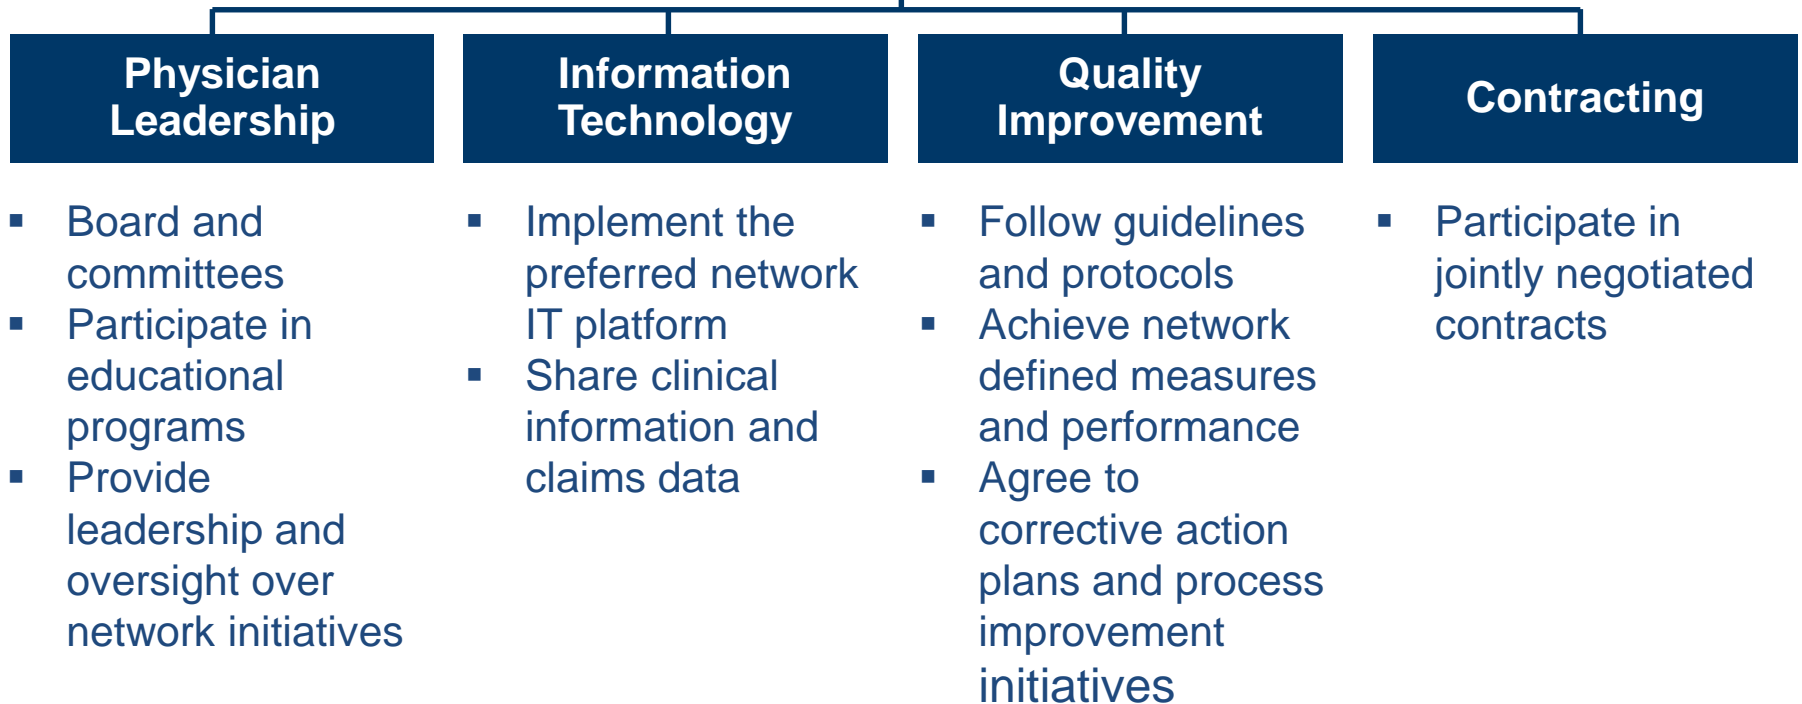 Physician
Leadership
▪ Board and
committees
▪ Participate in
educational
programs
▪ Provide
leadership and
oversight over
network initiatives
Information
Technology
▪ Implement the
preferred network
IT platform
▪ Share clinical
information and
claims data
Quality
Improvement
▪ Follow guidelines
and protocols
▪ Achieve network
defined measures
and performance
▪ Agree to
corrective action
plans and process
improvement
initiatives
Contracting
▪ Participate in
jointly negotiated
contracts